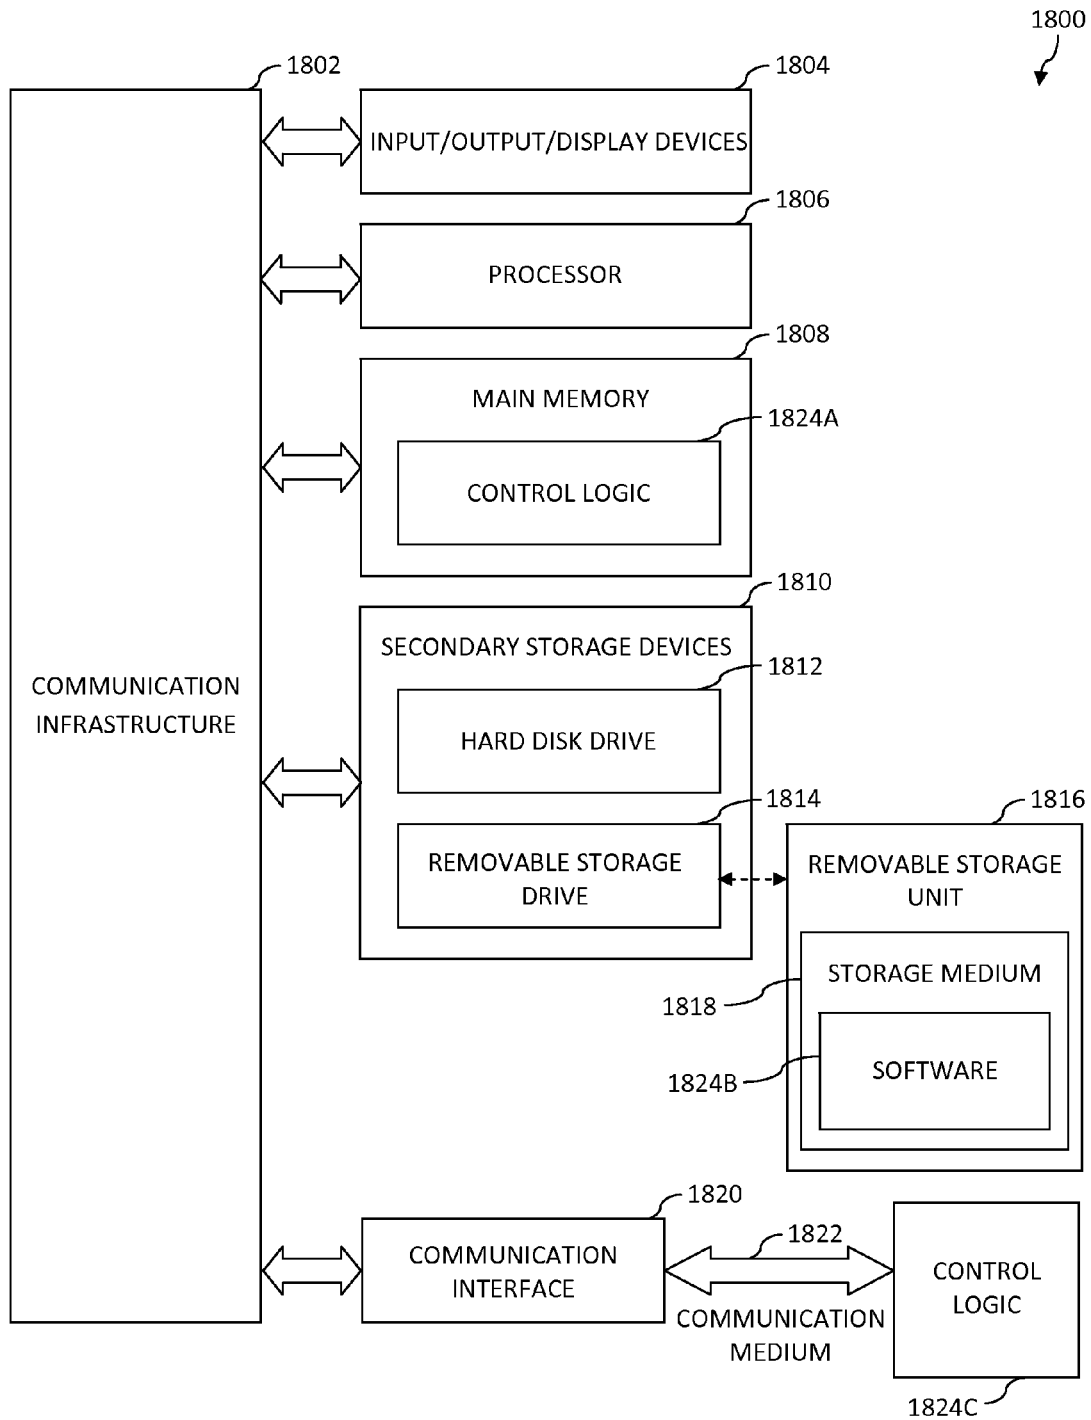 1800
1802
1804
INPUT/OUTPUT/DISPLAY DEVICES
1806
PROCESSOR
1808
MAIN MEMORY
1824A
CONTROL LOGIC
1810
SECONDARY STORAGE DEVICES
1812
COMMUNICATION
INFRASTRUCTURE
HARD DISK DRIVE
1814
1816
REMOVABLE STORAGE
DRIVE
REMOVABLE STORAGE
UNIT
STORAGE MEDIUM
1818
SOFTWARE
1824B
1820
1822
COMMUNICATION
INTERFACE
COMMUNICATION
MEDIUM
CONTROL
LOGIC
1824C